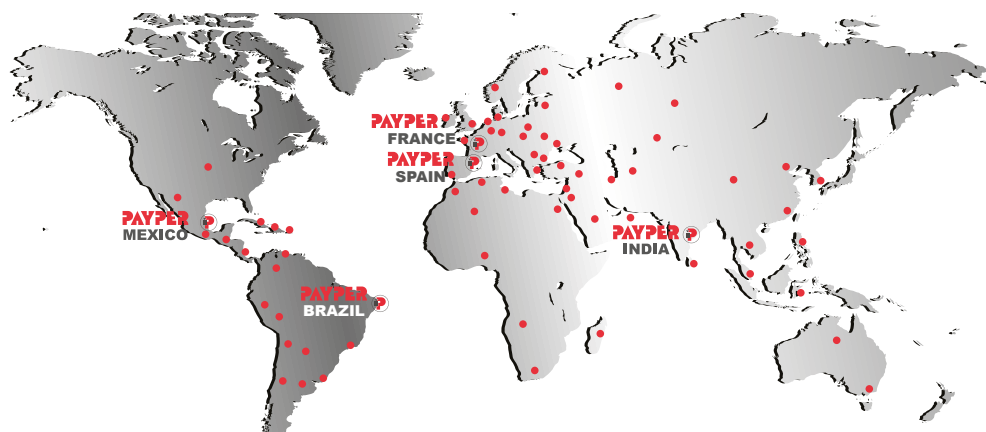 PAYPER
FRANCE
PAYPER
SPAIN
PAYPER
MEXICO
PAYPER
INDIA
PAYPER
BRAZIL